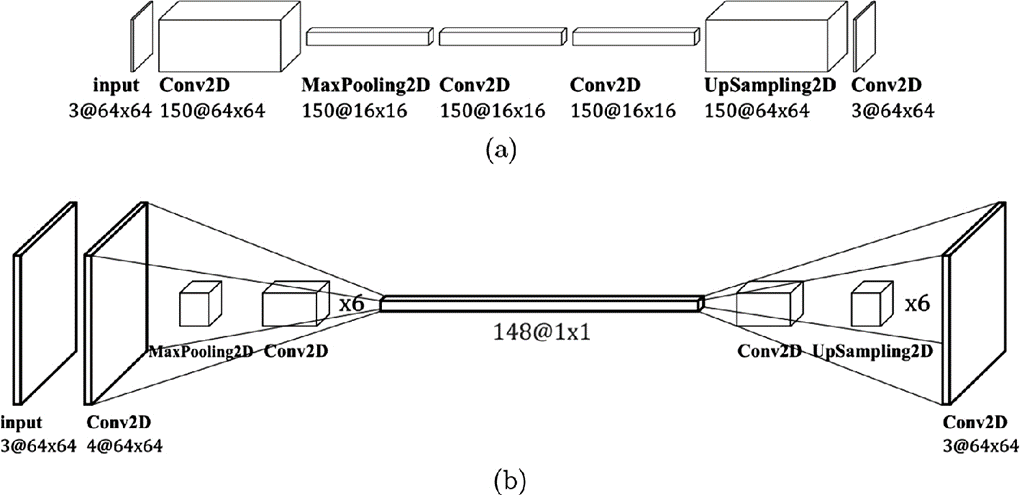 input Conv2D MaxPooling2D Conv2D Conv2D UpSampling2D Conv2D
3@64x64 150@64x64 150@16x16 150@16x16 150@16x16 150@64x64 3@64x64
(a)
x6 x6
148@1x1
MaxPooling2D Conv2D Conv2D UpSampling2D
input Conv2D Conv2D
3@64x64 4@64x64 3@64x64
(b)